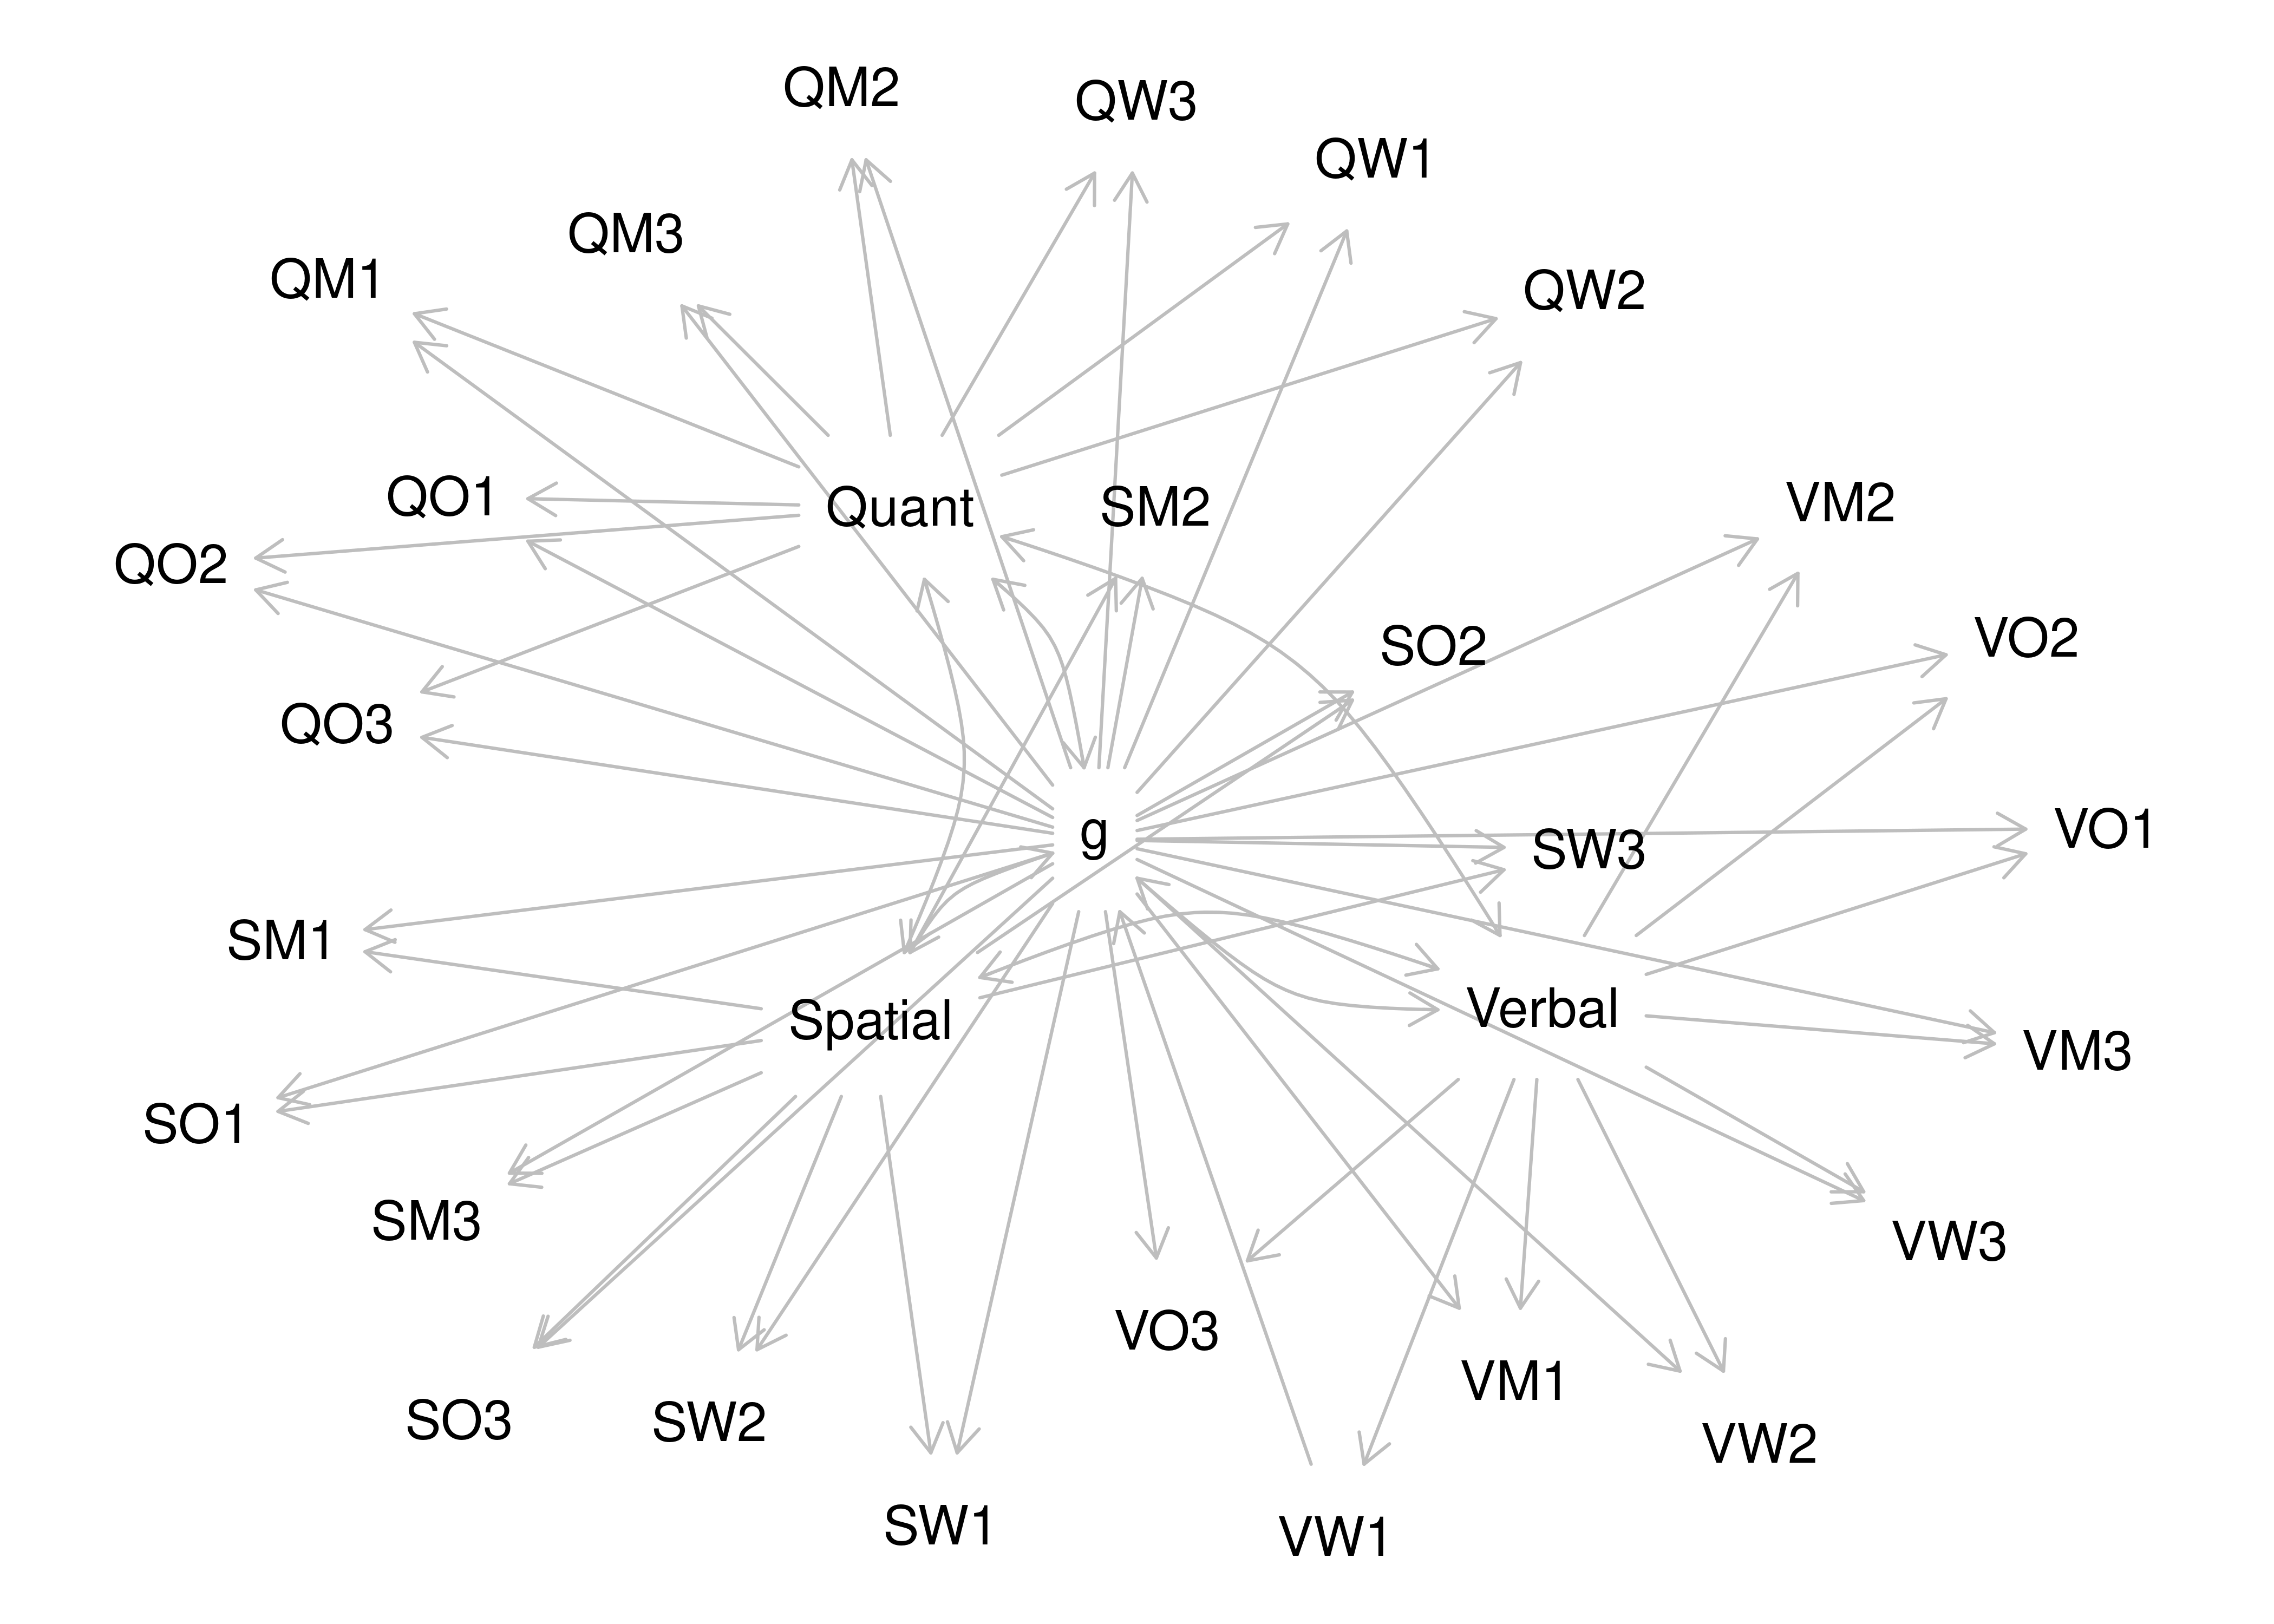 QM2
QW3
QW1
QM3
QM1
QW2
QO1
Quant
SM2
VM2
QO2
SO2
VO2
QO3
g
SW3
VO1
SM1
Spatial
Verbal
VM3
SO1
SM3
VW3
VO3
VM1
SO3
SW2
VW2
SW1
VW1